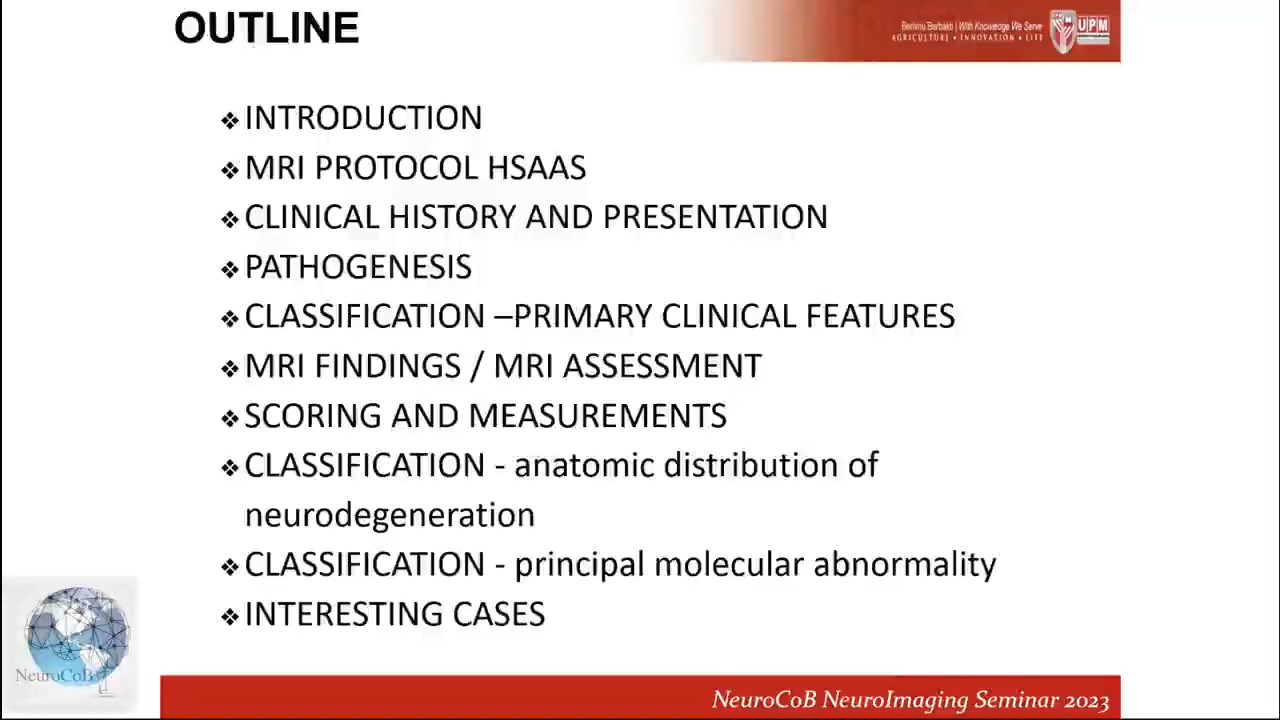 OUTLINE
Berilmu Berbakti | With Knowledge We Serve
AGRICULTURE • INNOVATION • LIFE
UPM
❖INTRODUCTION
❖MRI PROTOCOL HSAAS
❖CLINICAL HISTORY AND PRESENTATION
❖PATHOGENESIS
❖CLASSIFICATION –PRIMARY CLINICAL FEATURES
❖MRI FINDINGS / MRI ASSESSMENT
❖SCORING AND MEASUREMENTS
❖CLASSIFICATION - anatomic distribution of
neurodegeneration
❖CLASSIFICATION - principal molecular abnormality
❖INTERESTING CASES
NeuroCoB
NeuroCoB NeuroImaging Seminar 2023